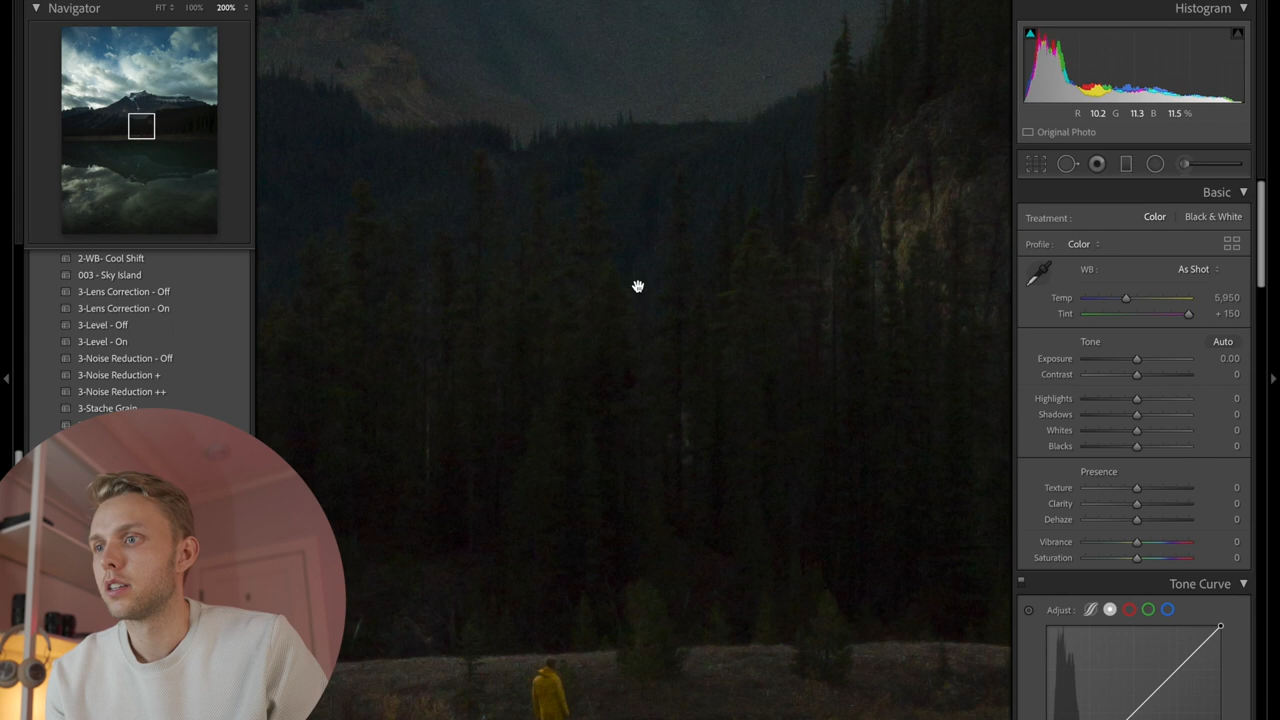 Navigator
FIT
100%
200%
2-WB- Cool Shift
003 - Sky Island
3-Lens Correction - Off
3-Lens Correction - On
3-Level - Off
3-Level - On
3-Noise Reduction - Off
3-Noise Reduction +
3-Noise Reduction ++
3-Stache Grain
Histogram
R 10.2 G 11.3 B 11.5 %
Original Photo
Basic
Treatment : Color Black & White
Profile : Color
WB : As Shot
Temp 5,950
Tint + 150
Tone Auto
Exposure 0.00
Contrast 0
Highlights 0
Shadows 0
Whites 0
Blacks 0
Presence
Texture 0
Clarity 0
Dehaze 0
Vibrance 0
Saturation 0
Tone Curve
Adjust :